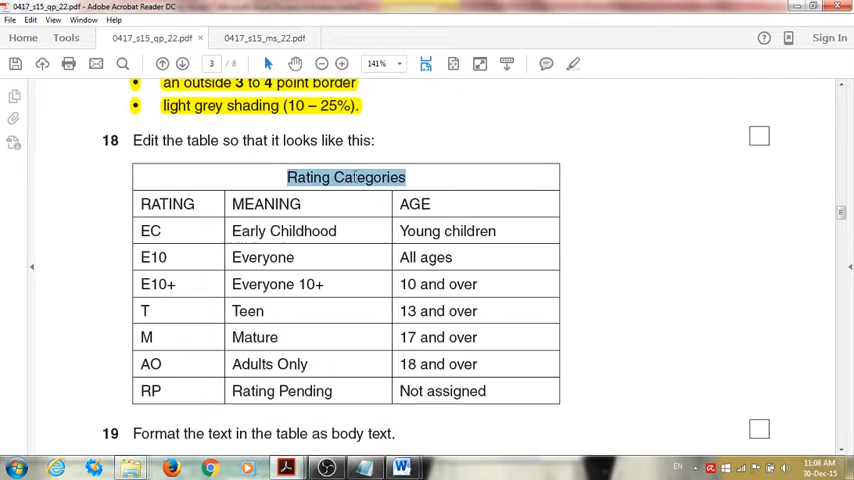 0417_s15_qp_22.pdf - Adobe Acrobat Reader DC
File Edit View Window Help
Home Tools 0417_s15_qp_22.pdf × 0417_s15_ms_22.pdf Sign In
3 / 8 141%
• an outside 3 to 4 point border
• light grey shading (10 – 25%).
18 Edit the table so that it looks like this:
Rating Categories
RATING MEANING AGE
EC Early Childhood Young children
E10 Everyone All ages
E10+ Everyone 10+ 10 and over
T Teen 13 and over
M Mature 17 and over
AO Adults Only 18 and over
RP Rating Pending Not assigned
19 Format the text in the table as body text.
EN 11:08 AM
30-Dec-15